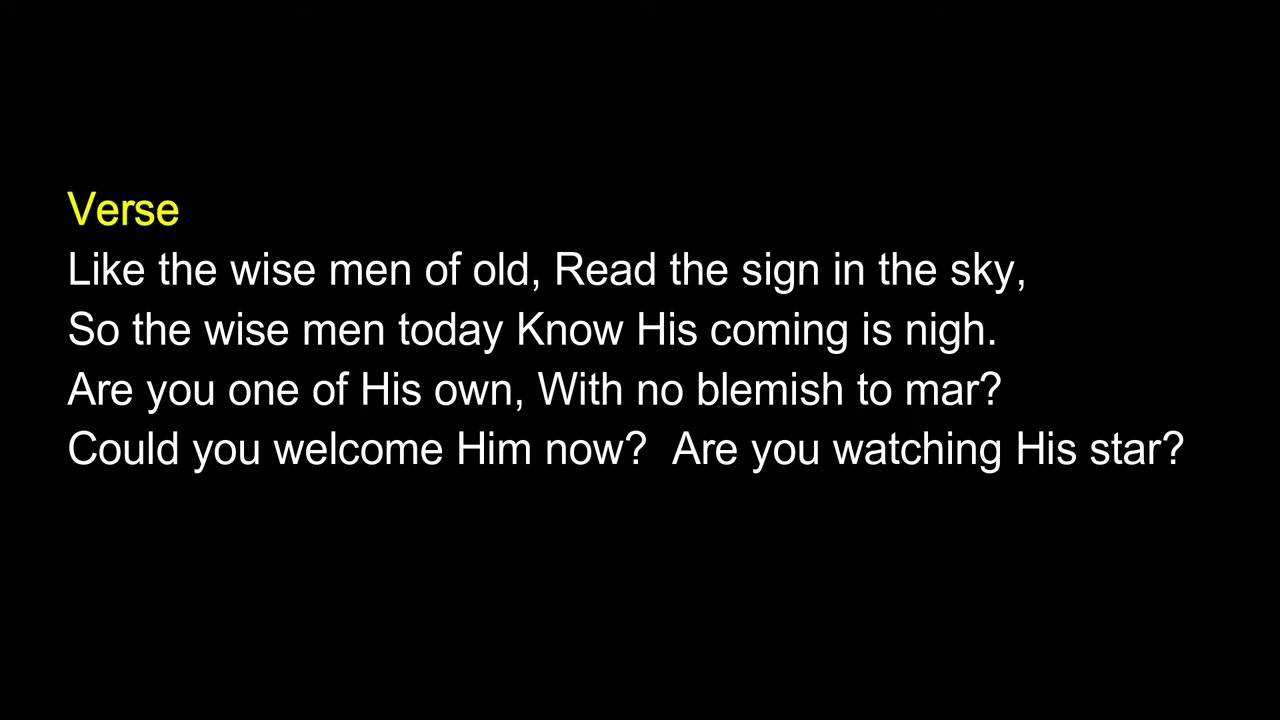 Verse
Like the wise men of old, Read the sign in the sky,
So the wise men today Know His coming is nigh.
Are you one of His own, With no blemish to mar?
Could you welcome Him now?  Are you watching His star?